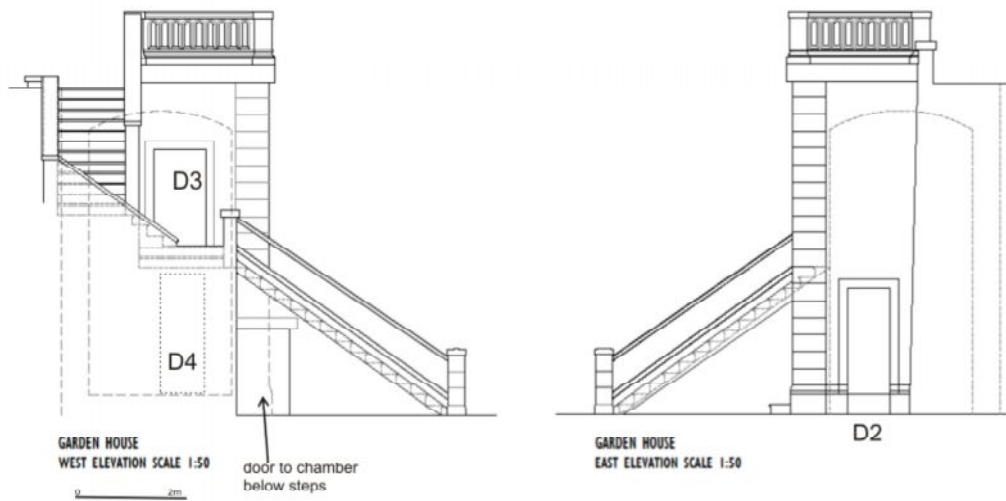 D3
D4
GARDEN HOUSE
WEST ELEVATION SCALE 1:50
door to chamber
below steps
0 2m
D2
GARDEN HOUSE
EAST ELEVATION SCALE 1:50